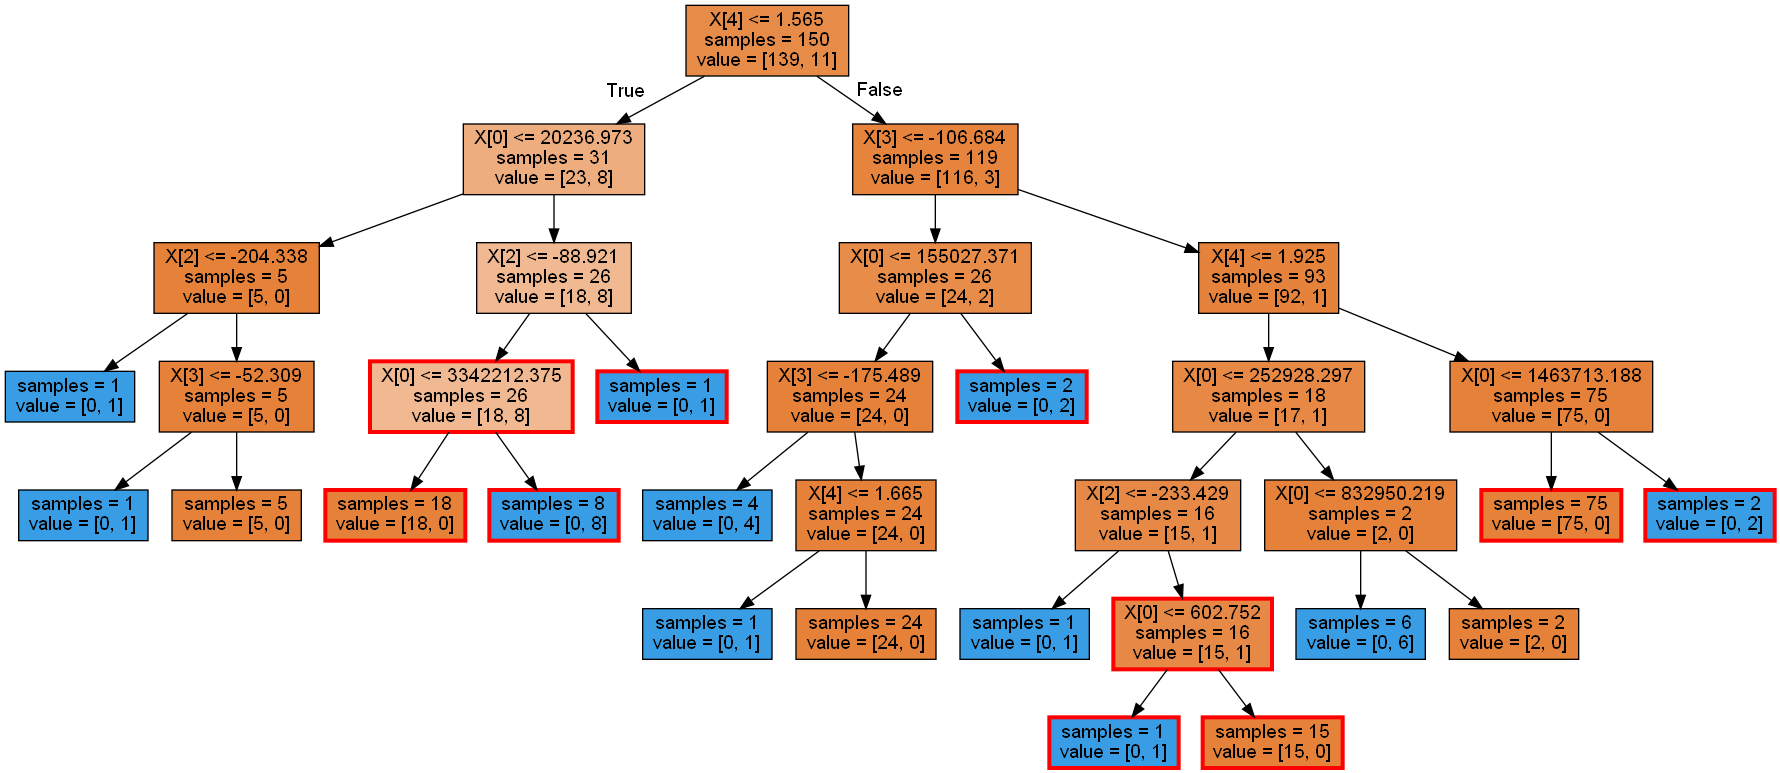 X[4] <= 1.565
samples = 150
value = [139, 11]
True
False
X[0] <= 20236.973
samples = 31
value = [23, 8]
X[3] <= -106.684
samples = 119
value = [116, 3]
X[2] <= -204.338
samples = 5
value = [5, 0]
X[2] <= -88.921
samples = 26
value = [18, 8]
X[0] <= 155027.371
samples = 26
value = [24, 2]
X[4] <= 1.925
samples = 93
value = [92, 1]
samples = 1
value = [0, 1]
X[3] <= -52.309
samples = 5
value = [5, 0]
X[0] <= 3342212.375
samples = 26
value = [18, 8]
samples = 1
value = [0, 1]
X[3] <= -175.489
samples = 24
value = [24, 0]
samples = 2
value = [0, 2]
X[0] <= 252928.297
samples = 18
value = [17, 1]
X[0] <= 1463713.188
samples = 75
value = [75, 0]
samples = 1
value = [0, 1]
samples = 5
value = [5, 0]
samples = 18
value = [18, 0]
samples = 8
value = [0, 8]
samples = 4
value = [0, 4]
X[4] <= 1.665
samples = 24
value = [24, 0]
X[2] <= -233.429
samples = 16
value = [15, 1]
X[0] <= 832950.219
samples = 2
value = [2, 0]
samples = 75
value = [75, 0]
samples = 2
value = [0, 2]
samples = 1
value = [0, 1]
samples = 24
value = [24, 0]
samples = 1
value = [0, 1]
X[0] <= 602.752
samples = 16
value = [15, 1]
samples = 6
value = [0, 6]
samples = 2
value = [2, 0]
samples = 1
value = [0, 1]
samples = 15
value = [15, 0]